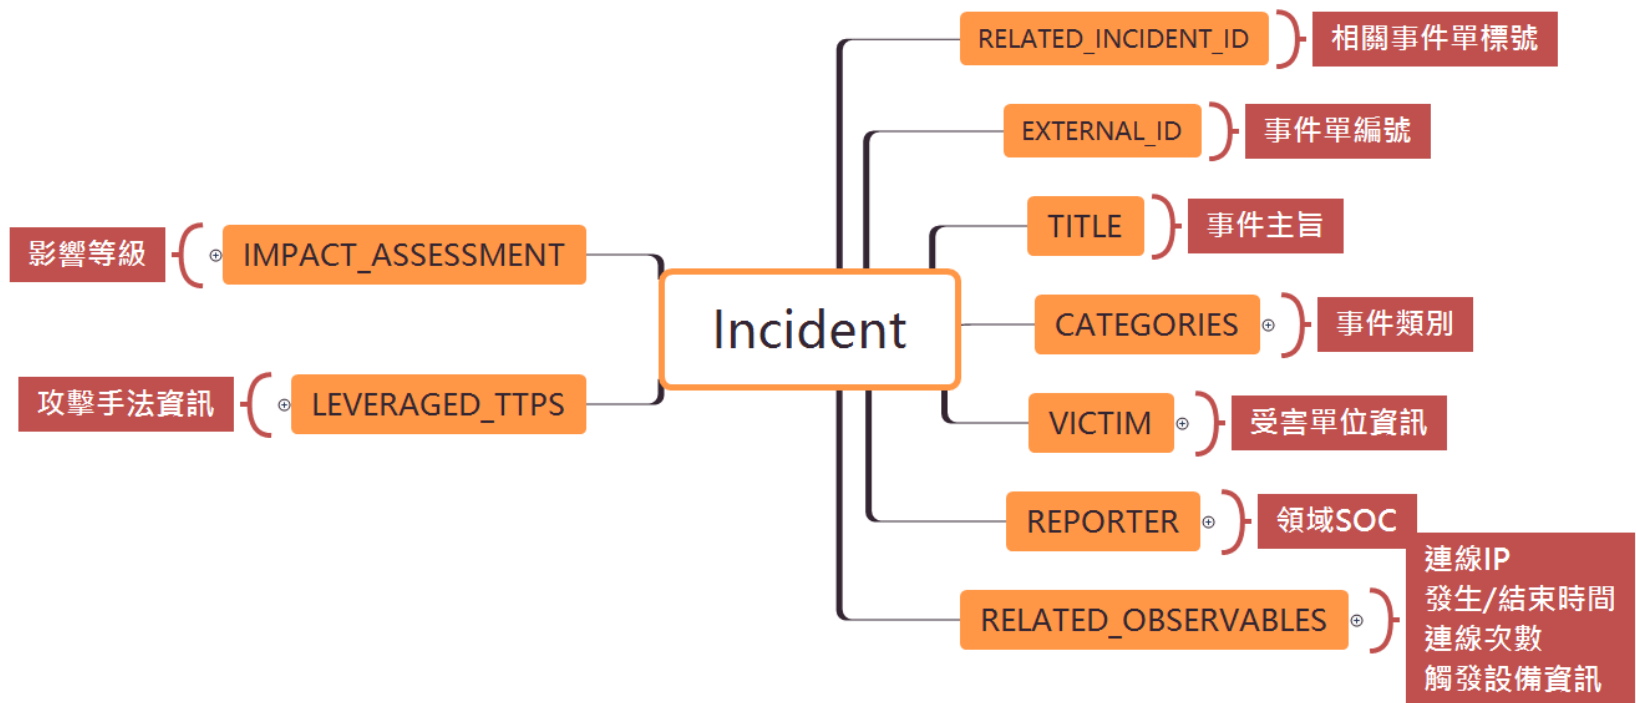 RELATED_INCIDENT_ID
相關事件單標號
EXTERNAL_ID
事件單編號
TITLE
事件主旨
影響等級
IMPACT_ASSESSMENT
Incident
CATEGORIES
事件類別
攻擊手法資訊
LEVERAGED_TTPS
VICTIM
受害單位資訊
REPORTER
領域SOC
RELATED_OBSERVABLES
連線IP
發生/結束時間
連線次數
觸發設備資訊